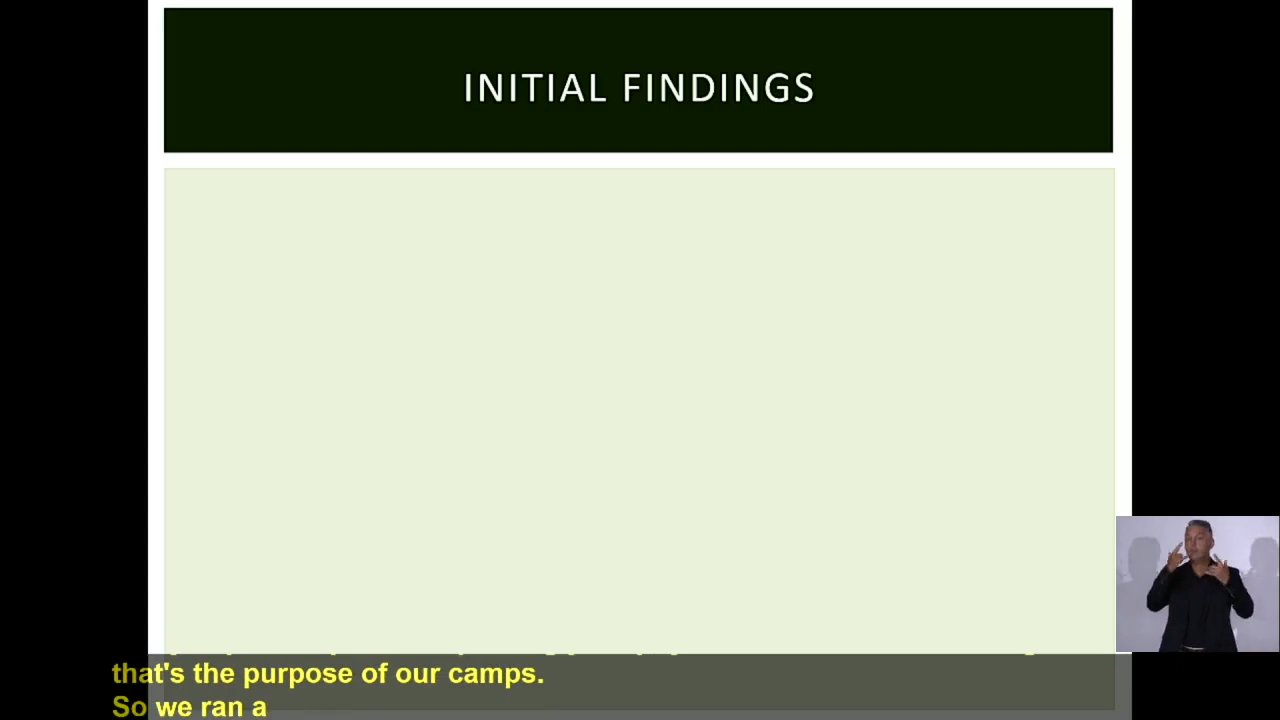 INITIAL FINDINGS
that's the purpose of our camps.
So we ran a